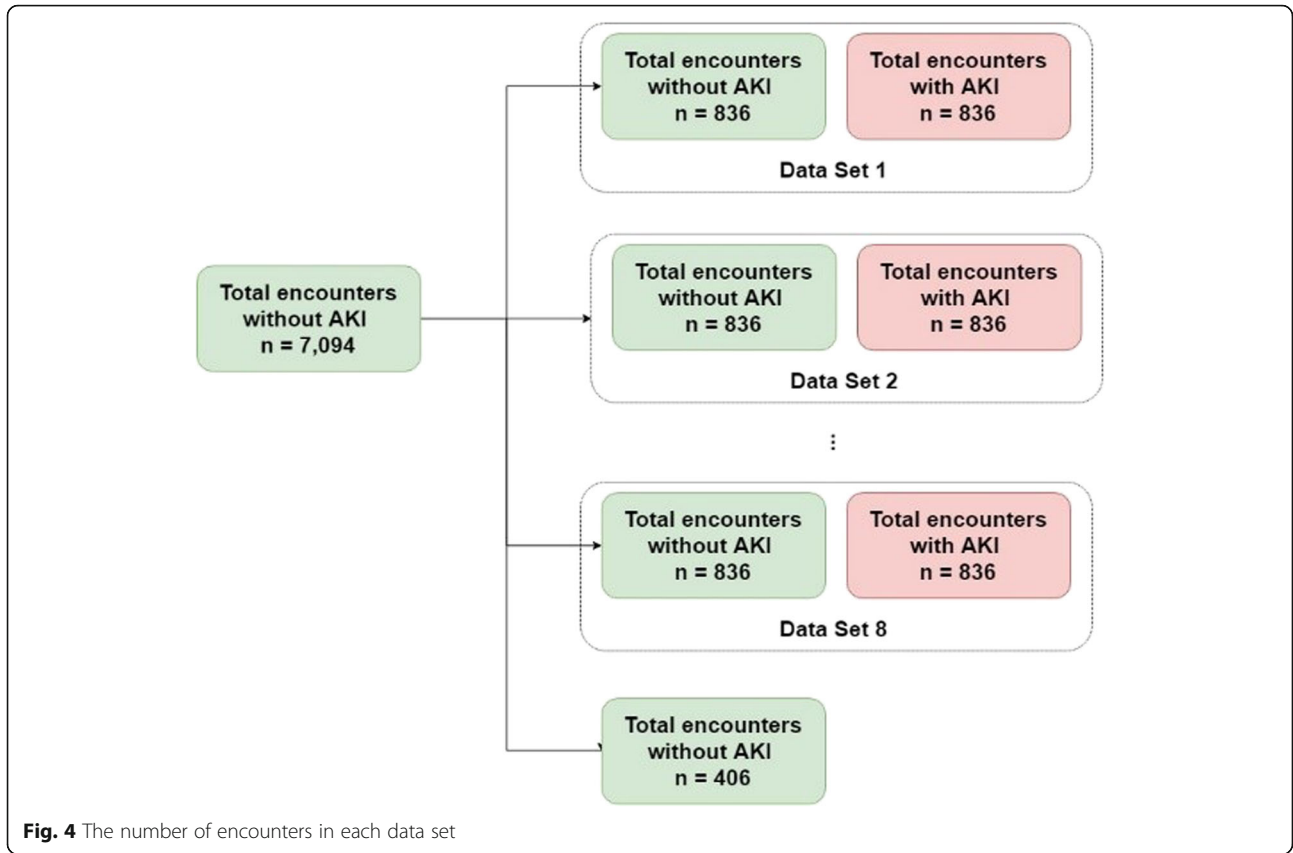 Total encounters
without AKI
n = 836
Total encounters
with AKI
n = 836
Data Set 1
Total encounters
without AKI
n = 7,094
Total encounters
without AKI
n = 836
Total encounters
with AKI
n = 836
Data Set 2
Total encounters
without AKI
n = 836
Total encounters
with AKI
n = 836
Data Set 8
Total encounters
without AKI
n = 406
Fig. 4 The number of encounters in each data set